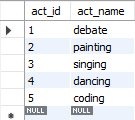 act_id act_name
1 debate
2 painting
3 singing
4 dancing
5 coding
NULL NULL